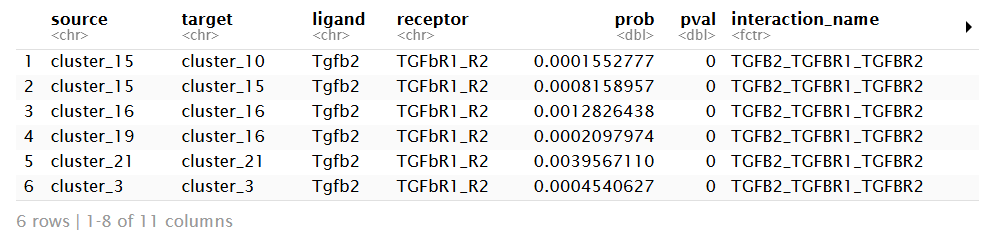 source target ligand receptor prob pval interaction_name
<chr> <chr> <chr> <chr> <dbl> <dbl> <fctr>
1 cluster_15 cluster_10 Tgfb2 TGFbR1_R2 0.0001552777 0 TGFB2_TGFBR1_TGFBR2
2 cluster_15 cluster_15 Tgfb2 TGFbR1_R2 0.0008158957 0 TGFB2_TGFBR1_TGFBR2
3 cluster_16 cluster_16 Tgfb2 TGFbR1_R2 0.0012826438 0 TGFB2_TGFBR1_TGFBR2
4 cluster_19 cluster_16 Tgfb2 TGFbR1_R2 0.0002097974 0 TGFB2_TGFBR1_TGFBR2
5 cluster_21 cluster_21 Tgfb2 TGFbR1_R2 0.0039567110 0 TGFB2_TGFBR1_TGFBR2
6 cluster_3 cluster_3 Tgfb2 TGFbR1_R2 0.0004540627 0 TGFB2_TGFBR1_TGFBR2
6 rows | 1-8 of 11 columns